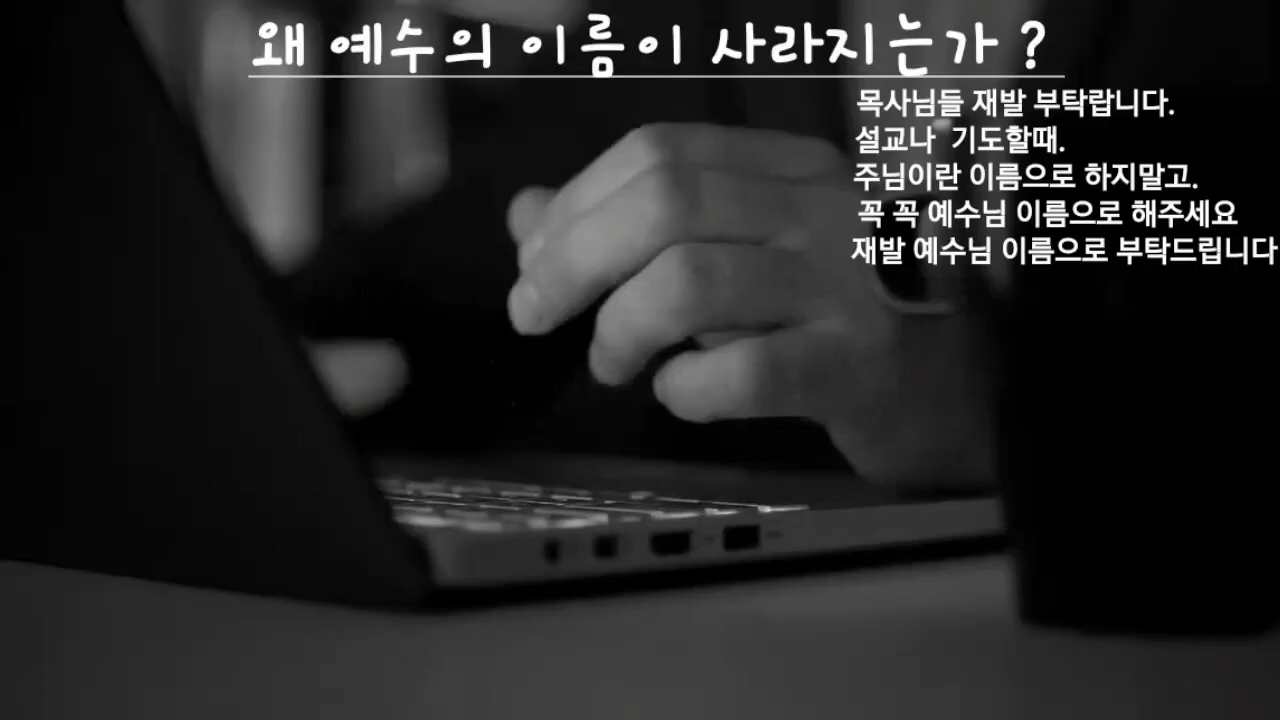 왜 예수의 이름이 사라지는가 ?
목사님들 재발 부탁랍니다.
설교나 기도할때.
주님이란 이름으로 하지말고.
꼭 꼭 예수님 이름으로 해주세요
재발 예수님 이름으로 부탁드립니다